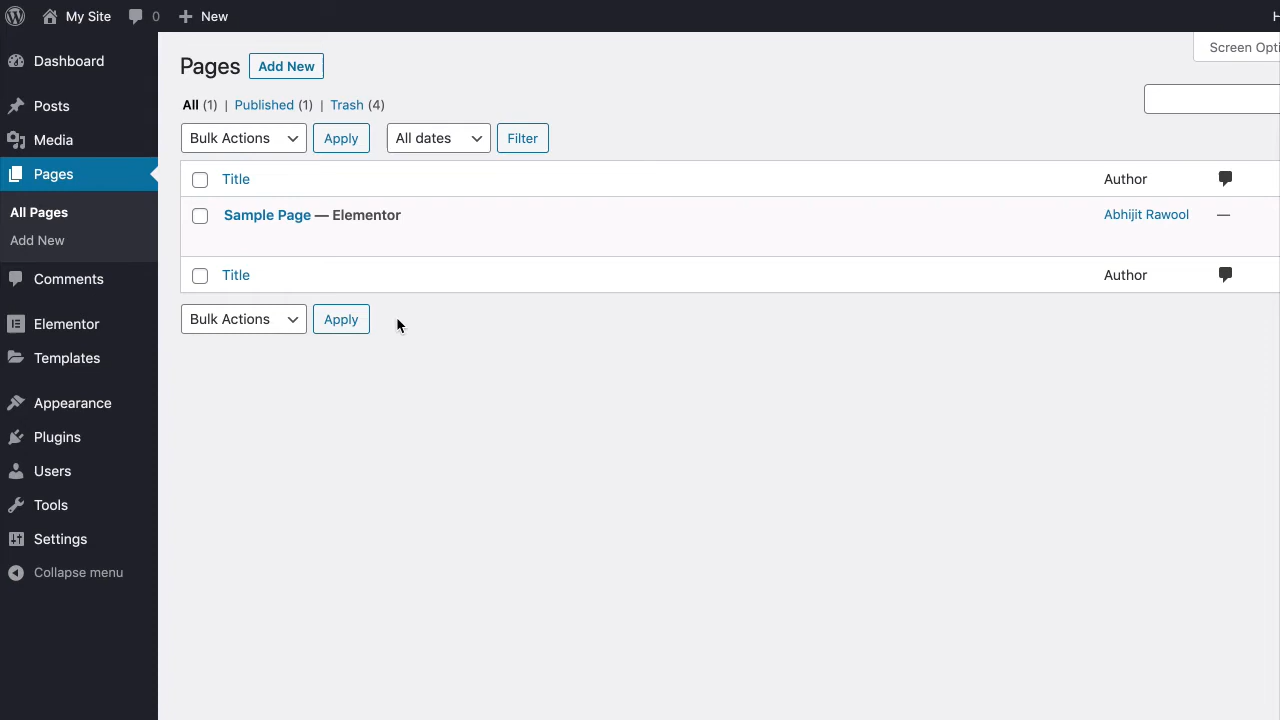 My Site 0 New H
Dashboard
Posts
Media
Pages
All Pages
Add New
Comments
Elementor
Templates
Appearance
Plugins
Users
Tools
Settings
Collapse menu
Screen Opti
Pages Add New
All (1) | Published (1) | Trash (4)
Bulk Actions Apply All dates Filter
Title Author
Sample Page — Elementor Abhijit Rawool —
Title Author
Bulk Actions Apply